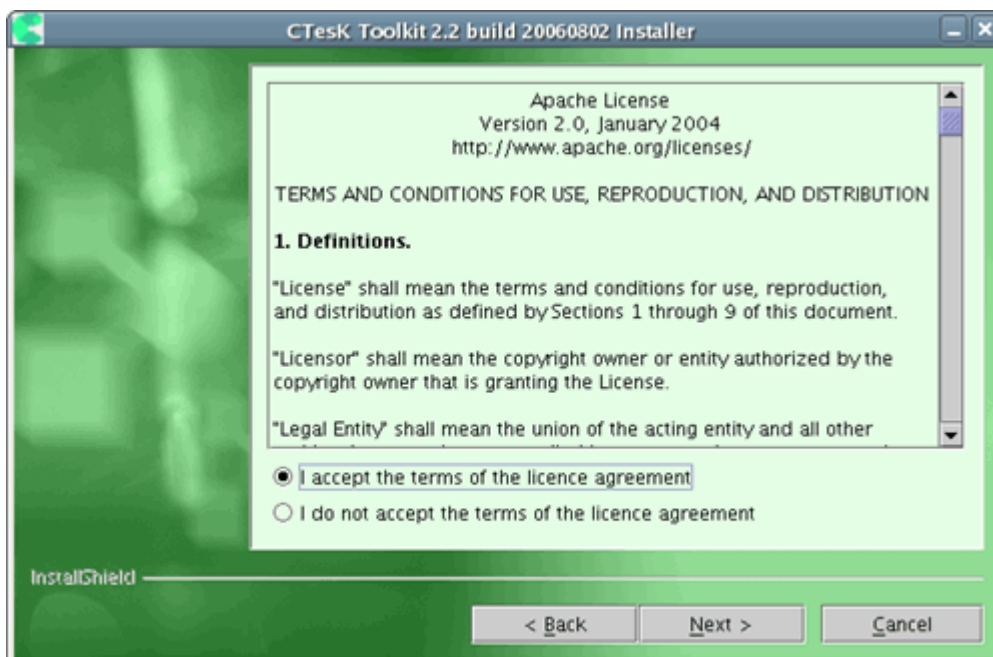 CTesK Toolkit 2.2 build 20060802 Installer
Apache License
Version 2.0, January 2004
http://www.apache.org/licenses/
TERMS AND CONDITIONS FOR USE, REPRODUCTION, AND DISTRIBUTION
1. Definitions.
"License" shall mean the terms and conditions for use, reproduction,
and distribution as defined by Sections 1 through 9 of this document.
"Licensor" shall mean the copyright owner or entity authorized by the
copyright owner that is granting the License.
"Legal Entity" shall mean the union of the acting entity and all other
I accept the terms of the licence agreement
I do not accept the terms of the licence agreement
InstallShield
< Back
Next >
Cancel